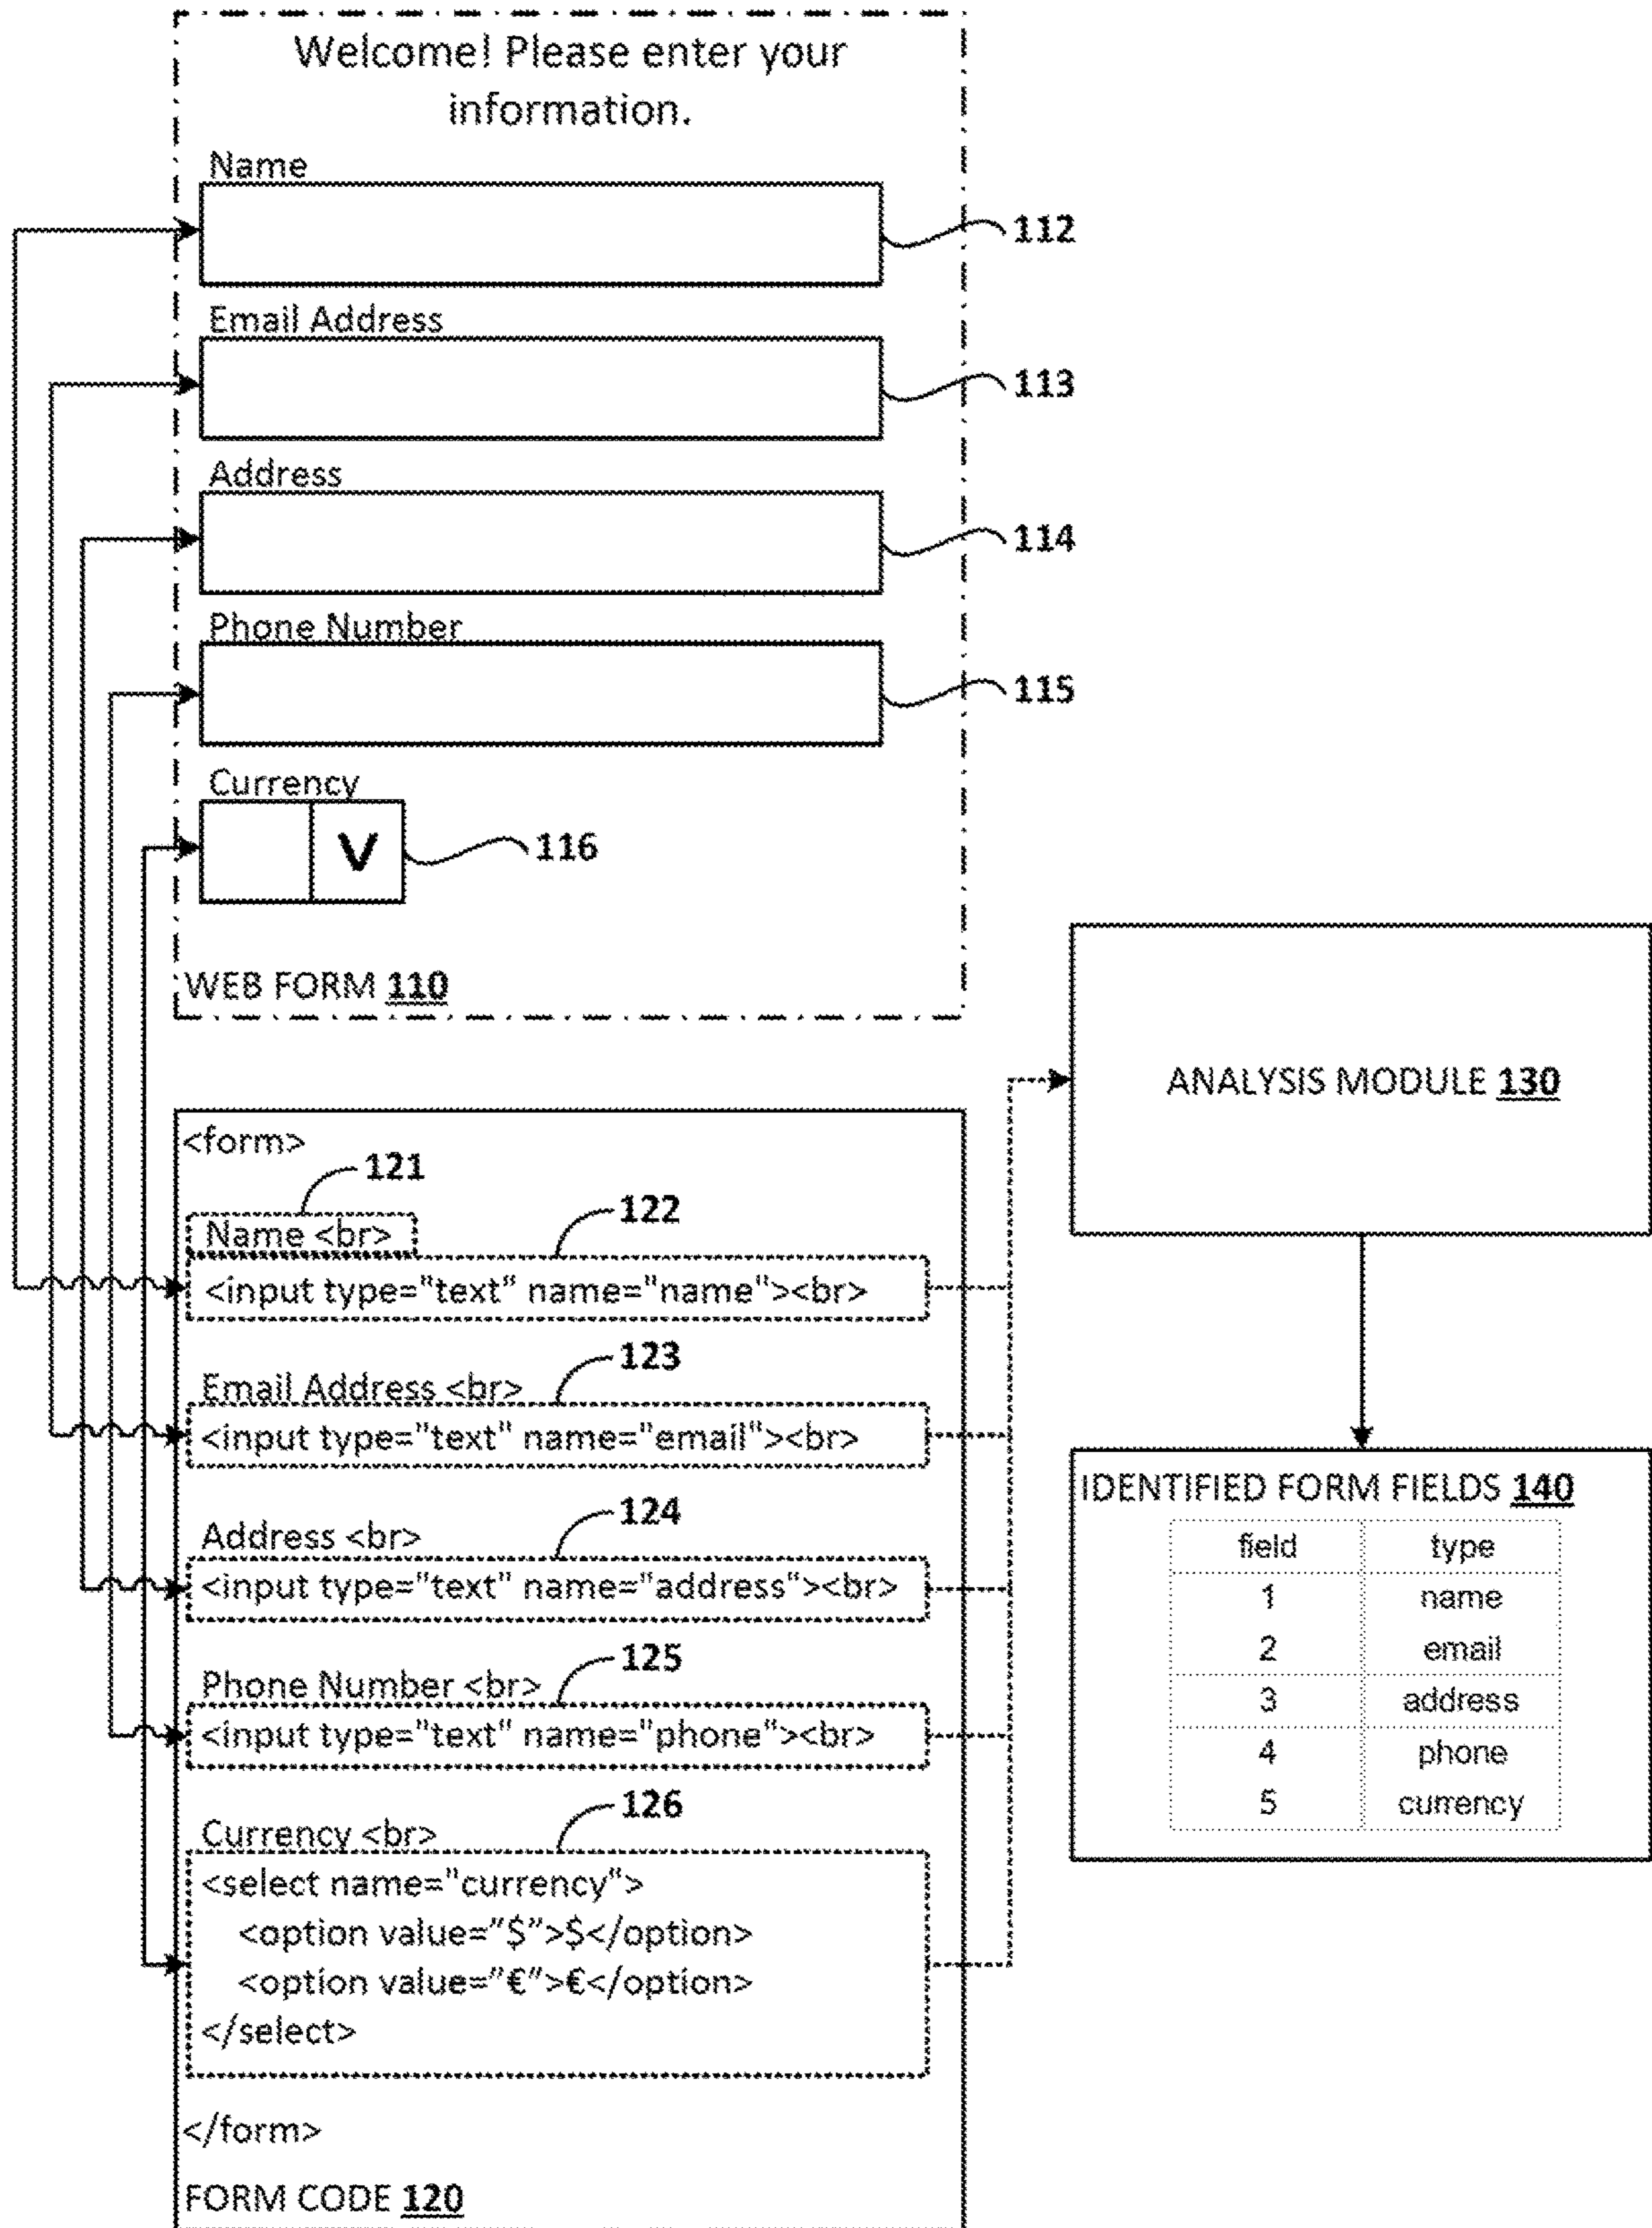 Welcome! Please enter your
information.
Name
112
Email Address
113
Address
114
Phone Number
115
Currency
V
116
WEB FORM 110
ANALYSIS MODULE 130
<form>
121
Name <br>
122
<input type="text" name="name"><br>
123
Email Address <br>
<input type="text" name="email"><br>
124
Address <br>
<input type="text" name="address"><br>
125
Phone Number <br>
<input type="text" name="phone"><br>
126
Currency <br>
<select name="currency">
<option value="$">$</option>
<option value="€">€</option>
</select>
</form>
FORM CODE 120
IDENTIFIED FORM FIELDS 140
field type
1 name
2 email
3 address
4 phone
5 currency